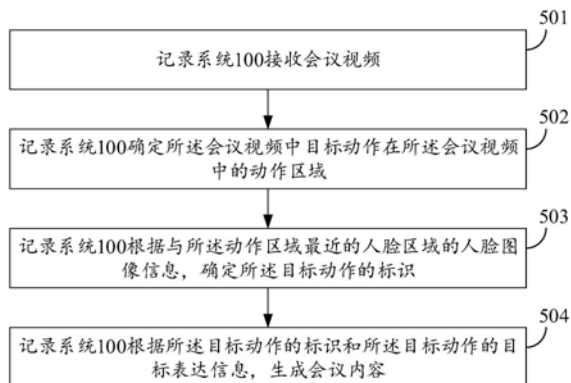 501
记录系统100接收会议视频
502
记录系统100确定所述会议视频中目标动作在所述会议视频
中的动作区域
503
记录系统100根据与所述动作区域最近的人脸区域的人脸图
像信息，确定所述目标动作的标识
504
记录系统100根据所述目标动作的标识和所述目标动作的目
标表达信息，生成会议内容